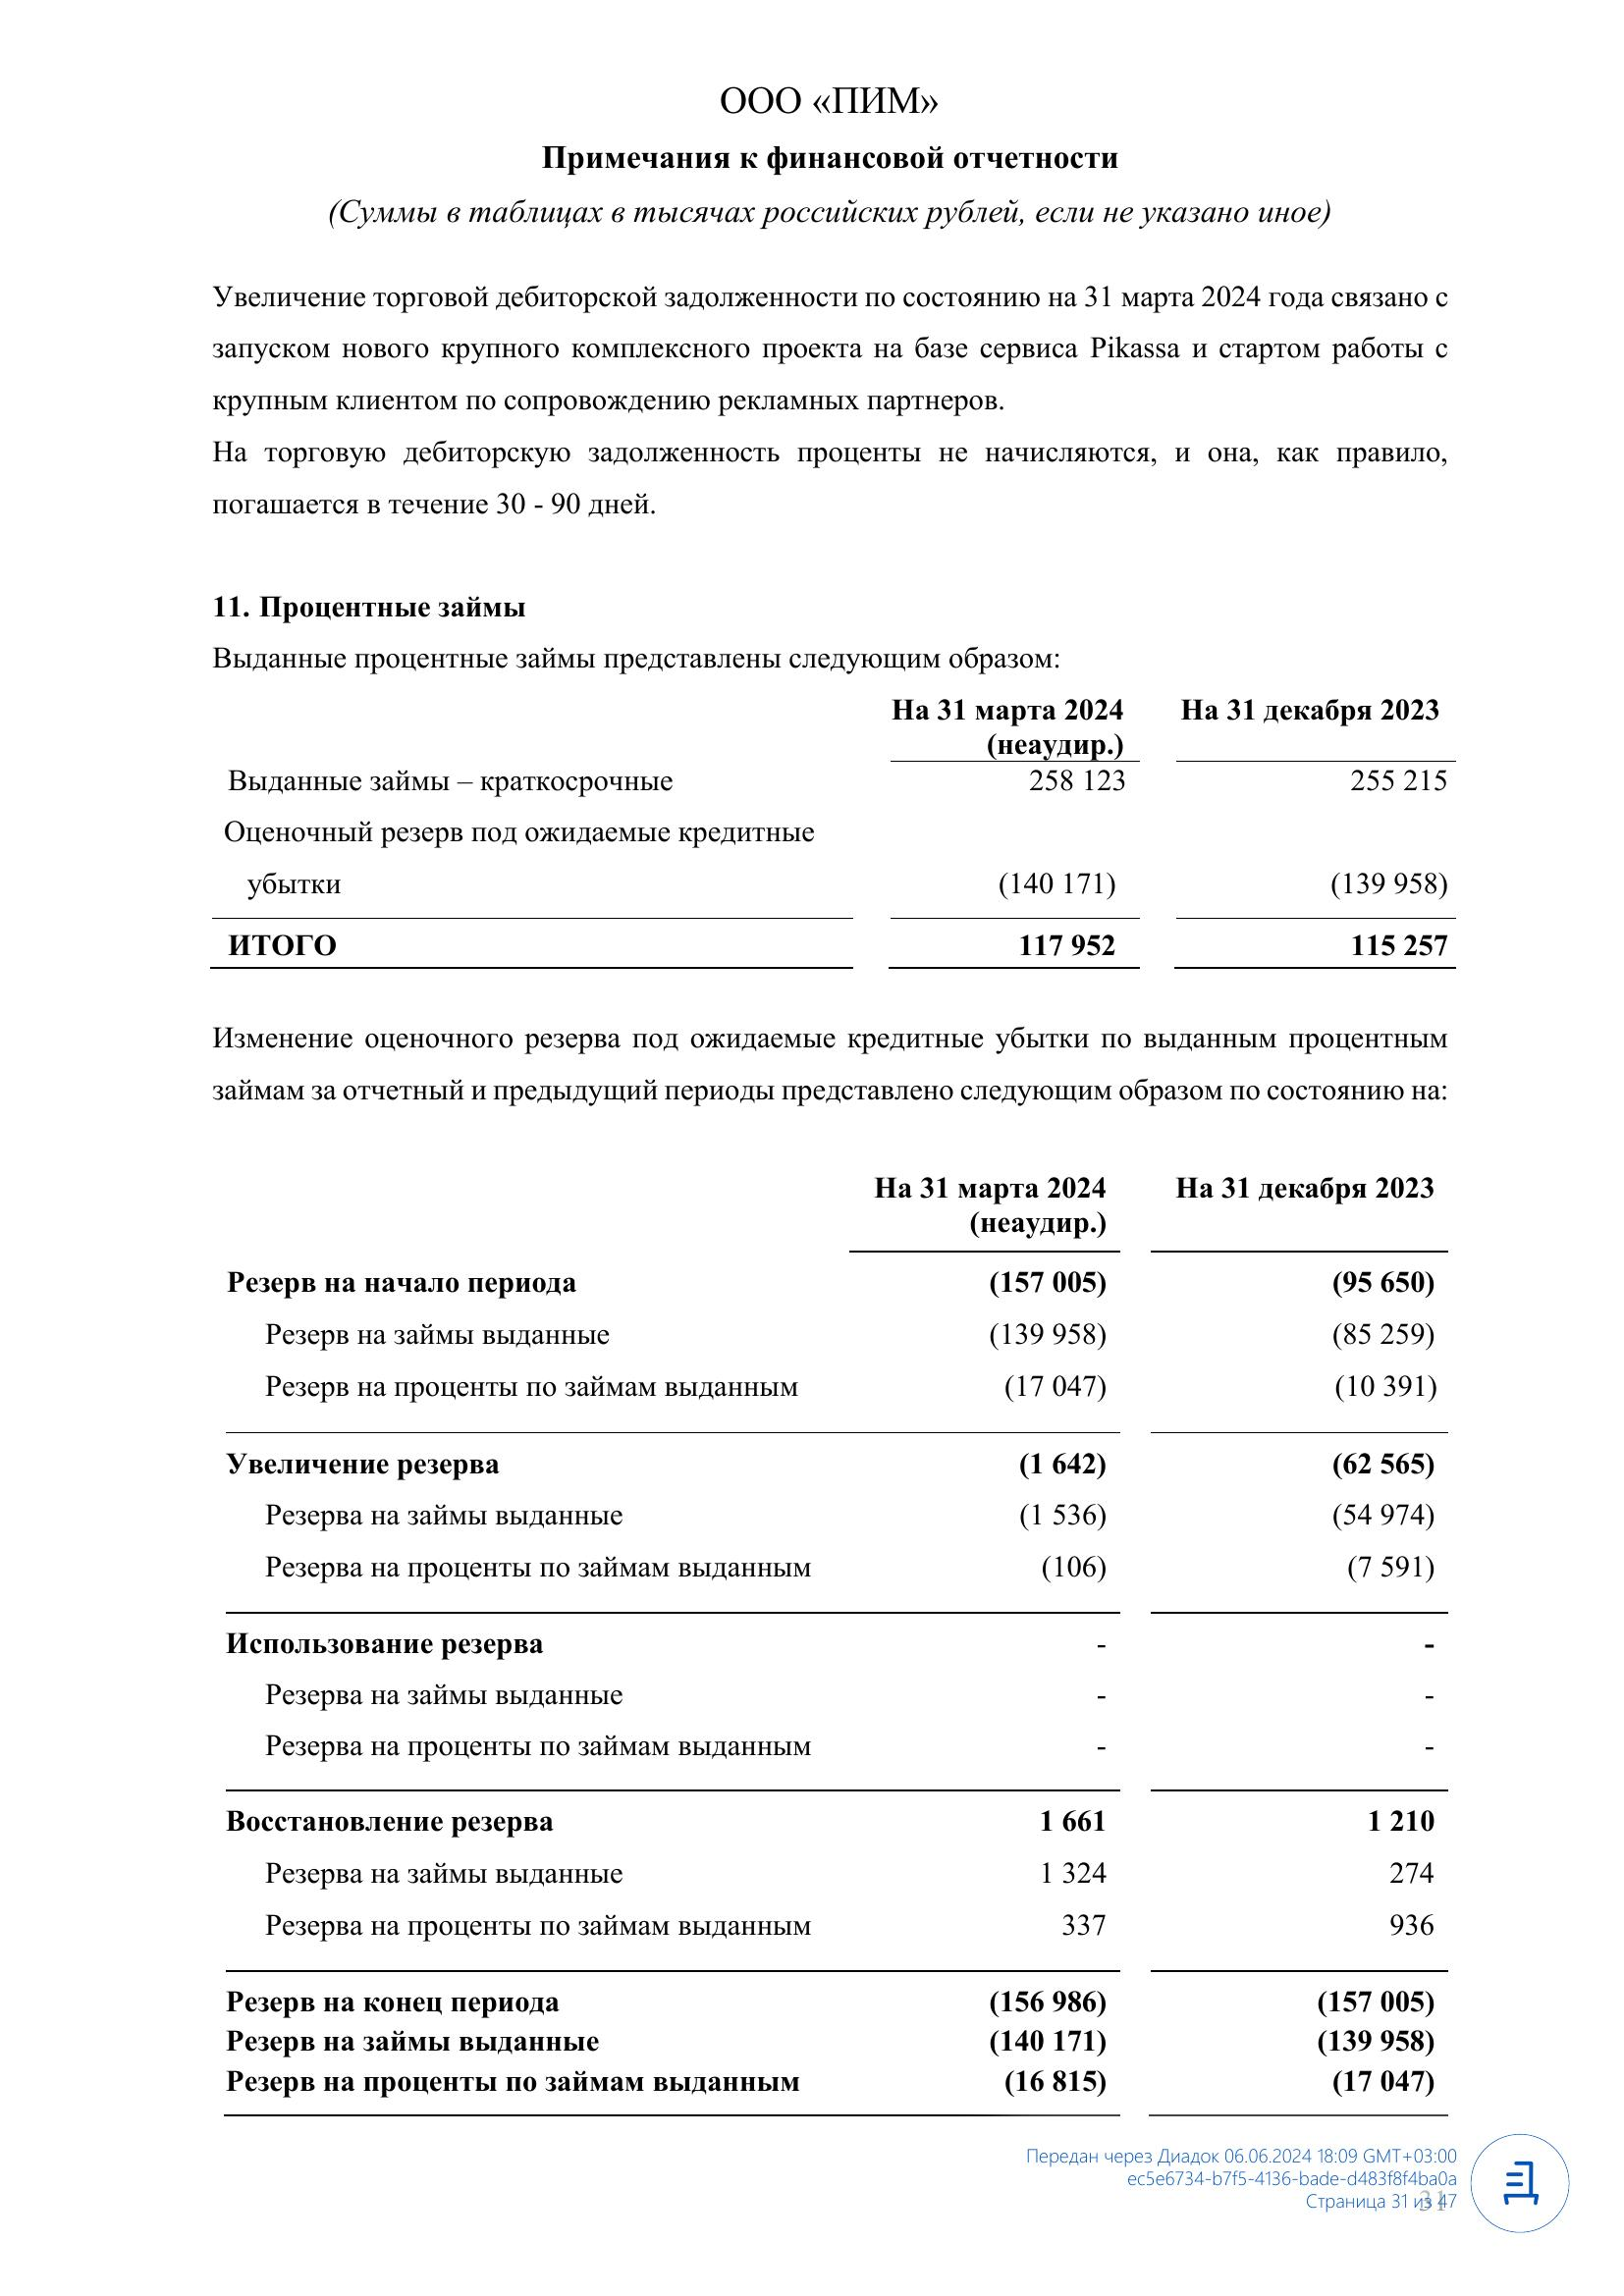 ООО «ПИМ»
Примечания к финансовой отчетности
(Суммы в таблицах в тысячах российских рублей, если не указано иное)
Увеличение торговой дебиторской задолженности по состоянию на 31 марта 2024 года связано с
запуском нового крупного комплексного проекта на базе сервиса Pikassa и стартом работы с
крупным клиентом по сопровождению рекламных партнеров.
На торговую дебиторскую задолженность проценты не начисляются, и она, как правило,
погашается в течение 30 - 90 дней.
11. Процентные займы
Выданные процентные займы представлены следующим образом:
На 31 марта 2024 На 31 декабря 2023
(неаудир.)
Выданные займы – краткосрочные 258 123 255 215
Оценочный резерв под ожидаемые кредитные
убытки (140 171) (139 958)
ИТОГО 117 952 115 257
Изменение оценочного резерва под ожидаемые кредитные убытки по выданным процентным
займам за отчетный и предыдущий периоды представлено следующим образом по состоянию на:
На 31 марта 2024 На 31 декабря 2023
(неаудир.)
Резерв на начало периода (157 005) (95 650)
Резерв на займы выданные (139 958) (85 259)
Резерв на проценты по займам выданным (17 047) (10 391)
Увеличение резерва (1 642) (62 565)
Резерва на займы выданные (1 536) (54 974)
Резерва на проценты по займам выданным (106) (7 591)
Использование резерва - -
Резерва на займы выданные - -
Резерва на проценты по займам выданным - -
Восстановление резерва 1 661 1 210
Резерва на займы выданные 1 324 274
Резерва на проценты по займам выданным 337 936
Резерв на конец периода (156 986) (157 005)
Резерв на займы выданные (140 171) (139 958)
Резерв на проценты по займам выданным (16 815) (17 047)
Передан через Диадок 06.06.2024 18:09 GMT+03:00
ec5e6734-b7f5-4136-bade-d483f8f4ba0a
Страница 31 из 47
31